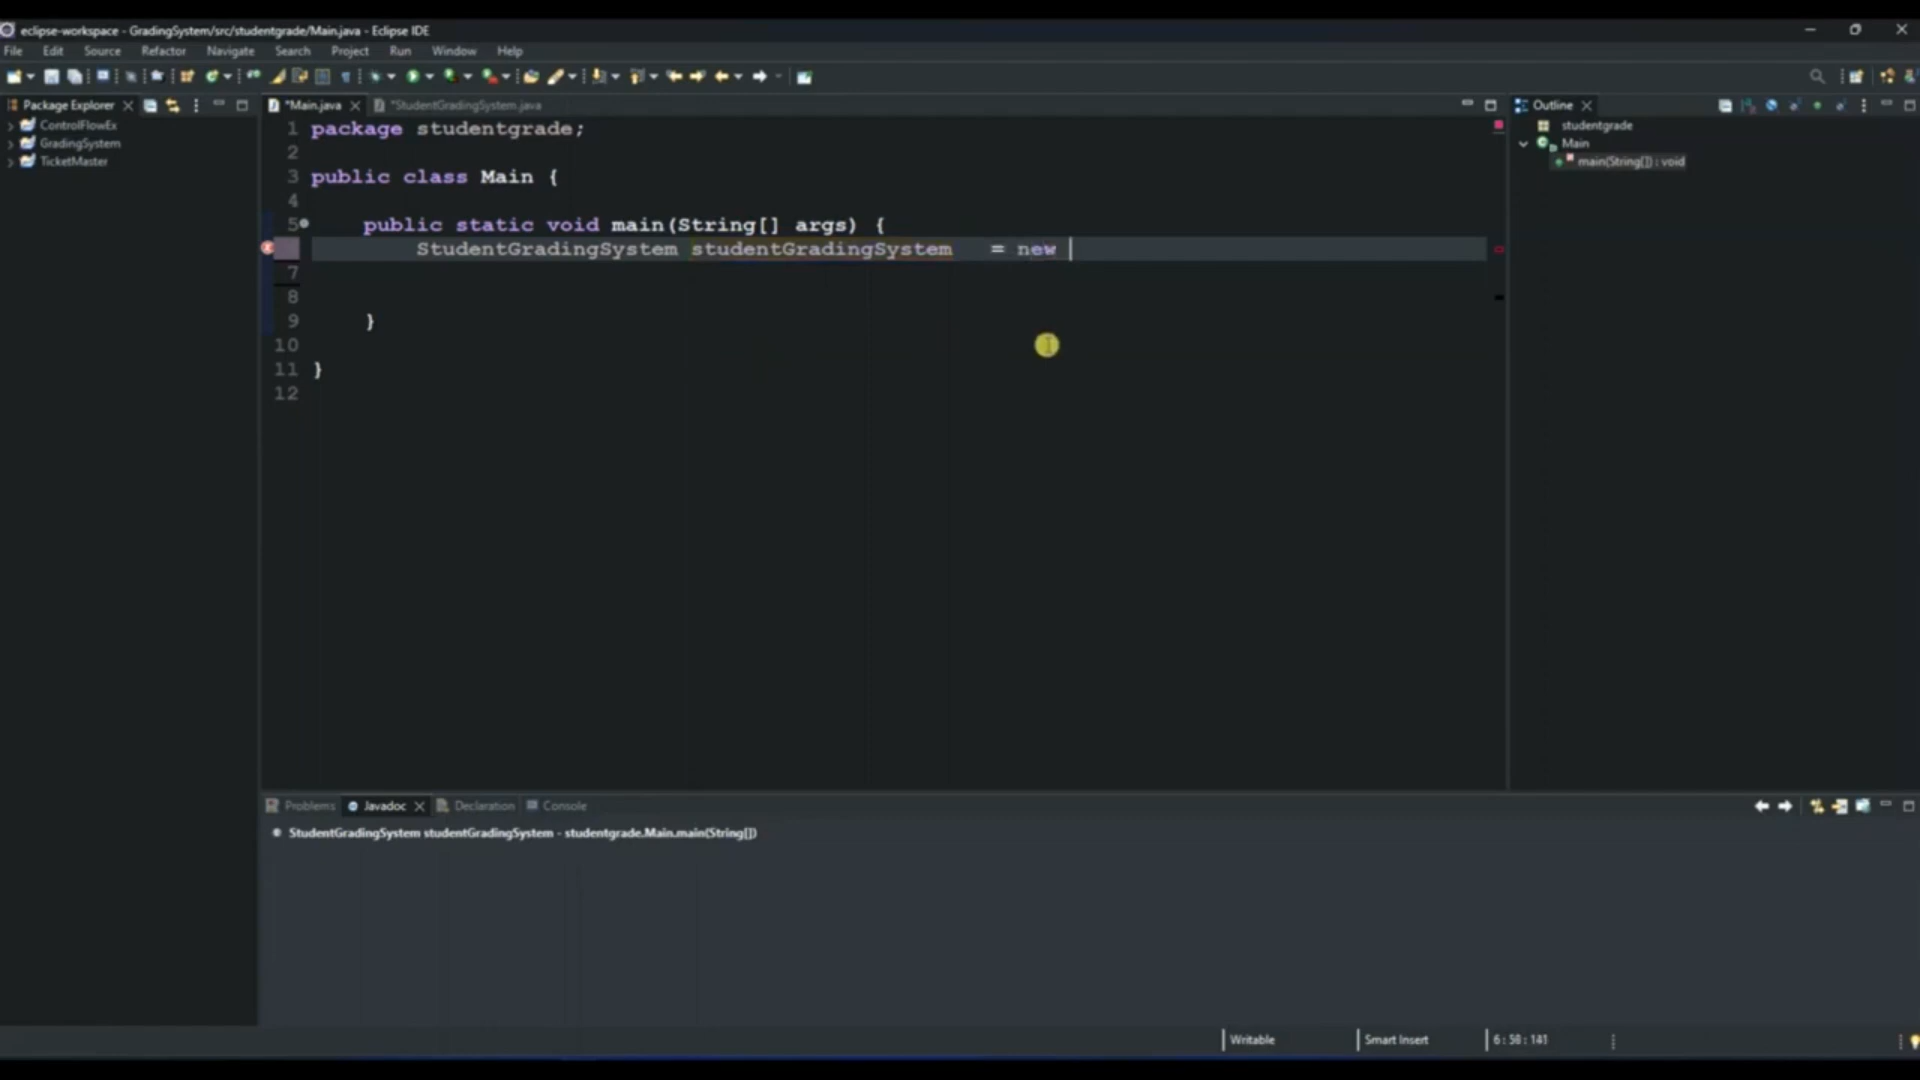 eclipse-workspace - GradingSystem/src/studentgrade/Main.java - Eclipse IDE
File Edit Source Refactor Navigate Search Project Run Window Help
Package Explorer
*Main.java
*StudentGradingSystem.java
Outline
ControlFlowEx
GradingSystem
TicketMaster
1 package studentgrade;
2
3 public class Main {
4
5 public static void main(String[] args) {
StudentGradingSystem studentGradingSystem = new
7
8
9 }
10
11 }
12
studentgrade
Main
main(String[]) : void
Problems Javadoc Declaration Console
StudentGradingSystem studentGradingSystem - studentgrade.Main.main(String[])
Writable Smart Insert 6 : 50 : 141